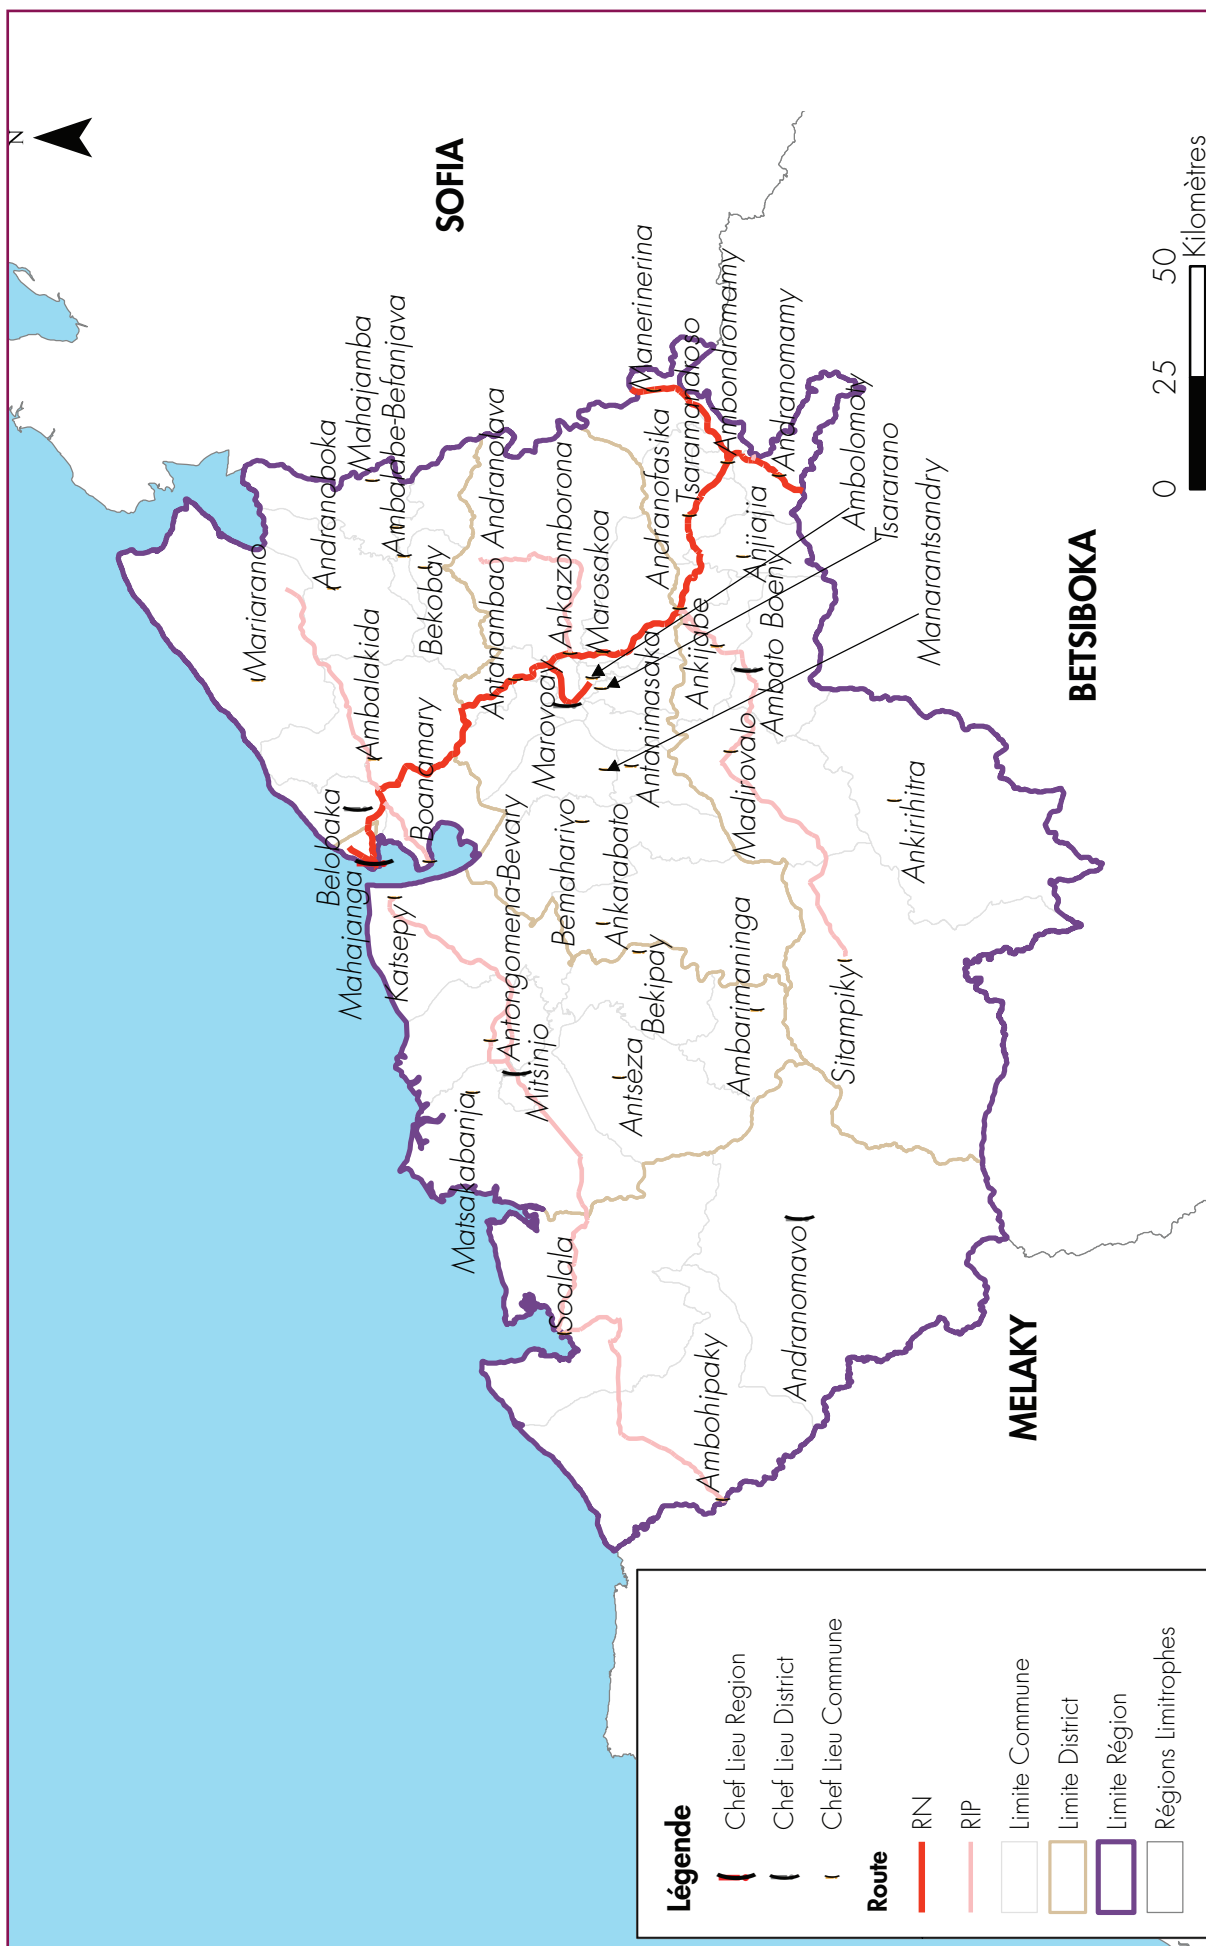 N
SOFIA
Mariarano
Andranoboka
Mahajamba
Ambalabe-Befanjava
Ambalakida
Bekobay
Belobaka
Mahajanga
Boanamary
Katsepy
Antanambao Andranolava
Ankazomborona
Marosakoa
Manerinerina
Andranofasika
Tsaramandroso
Ambondromamy
Andranomamy
Marovoay
Ambolomoty
Tsararano
Manarantsandry
Anjiajia
Ankijabe
Ambato Boeny
Antanimasaka
Madirovalo
Bemahariyo
Ankarabato
Antongomena-Bevary
Mitsinjo
Matsakabanja
Bekipay
Antseza
Ambarimaninga
Sitampiky
Ankirihitra
Soalala
Ambohipaky
Andranomavo
BETSIBOKA
MELAKY
0 25 50
Kilomètres
Légende
Chef Lieu Region
Chef Lieu District
Chef Lieu Commune
Route
RN
RIP
Limite Commune
Limite District
Limite Région
Régions Limitrophes